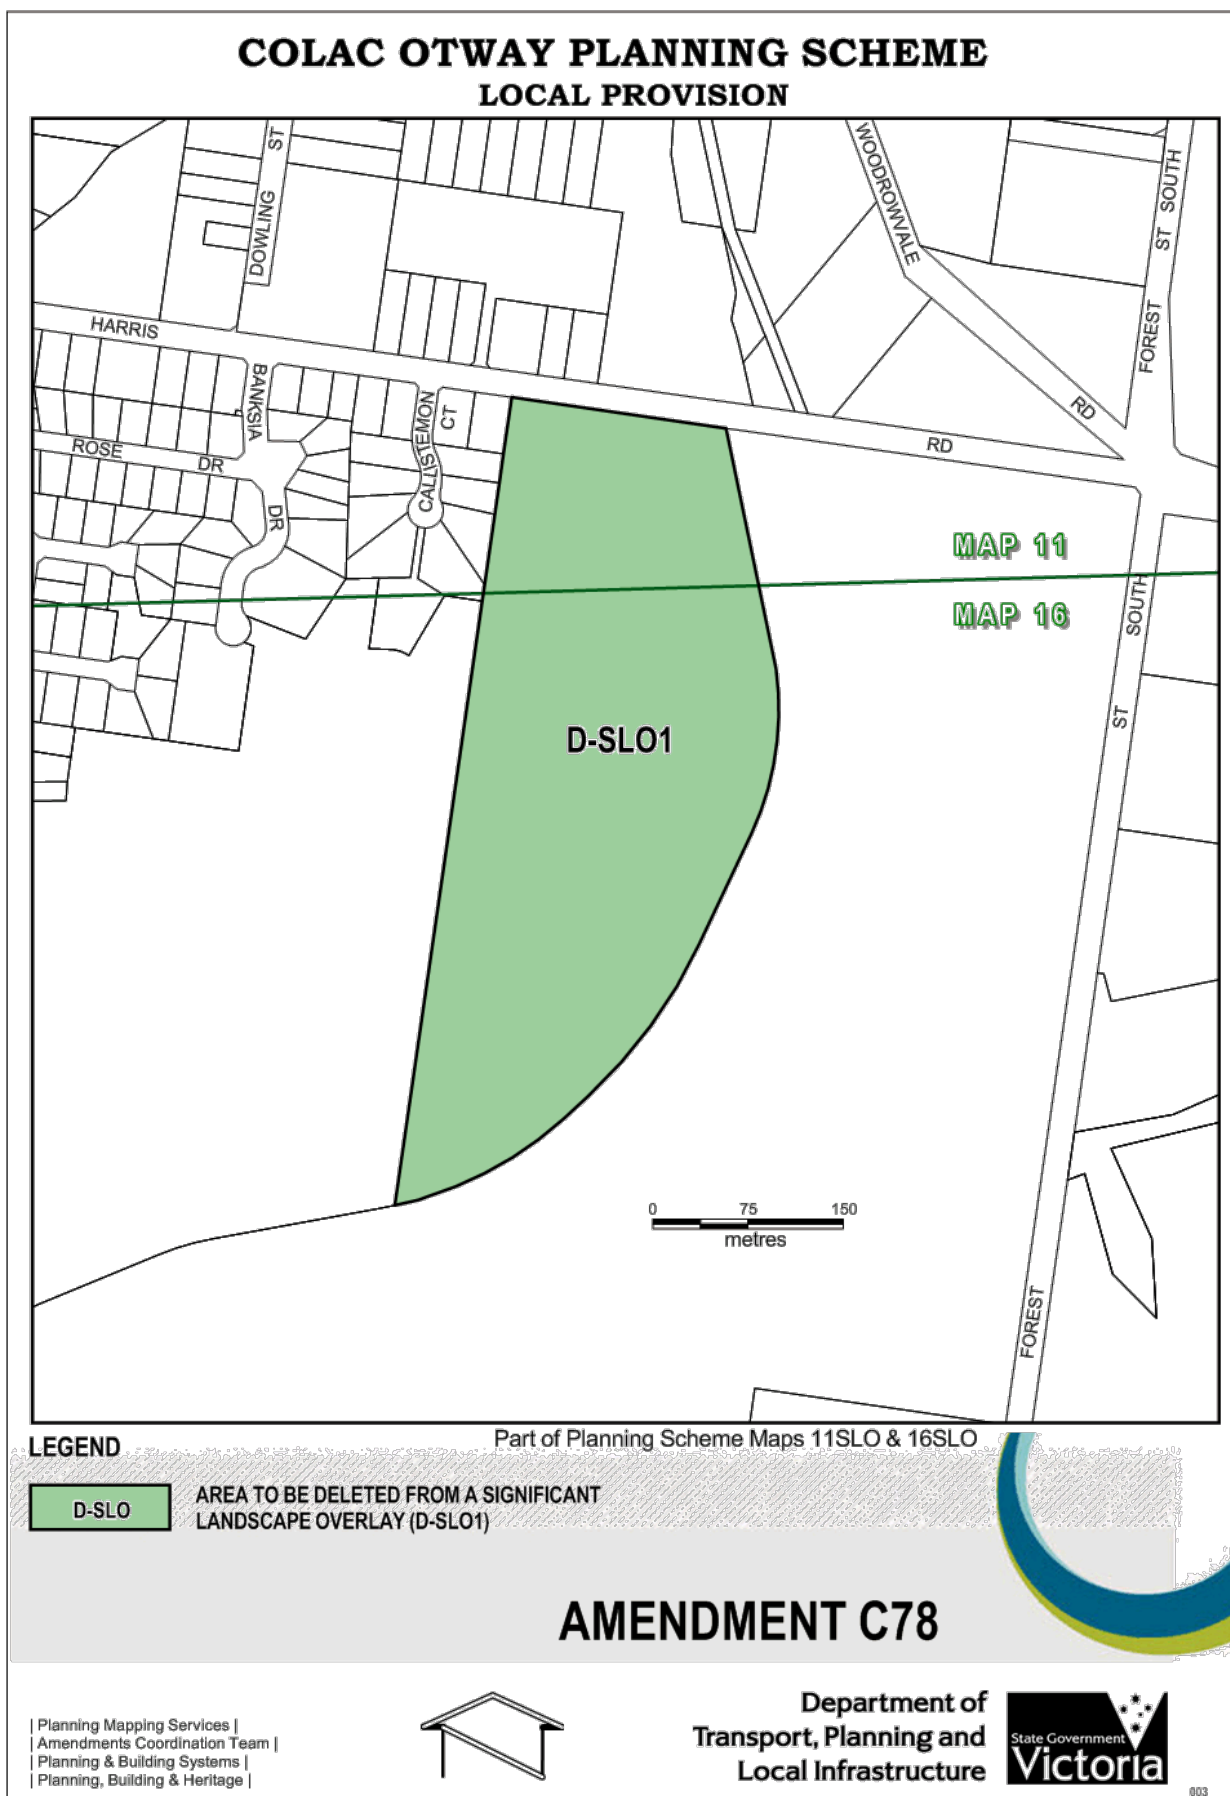 COLAC OTWAY PLANNING SCHEME
LOCAL PROVISION
DOWLING ST
WOODROWVALE
RD
FOREST ST SOUTH
HARRIS
RD
BANKSIA
DR
CALLISTEMON
CT
ROSE DR
MAP 11
MAP 16
FOREST ST SOUTH
D-SLO1
0 75 150
metres
LEGEND
Part of Planning Scheme Maps 11SLO & 16SLO
D-SLO
AREA TO BE DELETED FROM A SIGNIFICANT
LANDSCAPE OVERLAY (D-SLO1)
AMENDMENT C78
| Planning Mapping Services |
| Amendments Coordination Team |
| Planning & Building Systems |
| Planning, Building & Heritage |
Department of
Transport, Planning and
Local Infrastructure
State Government
Victoria
003